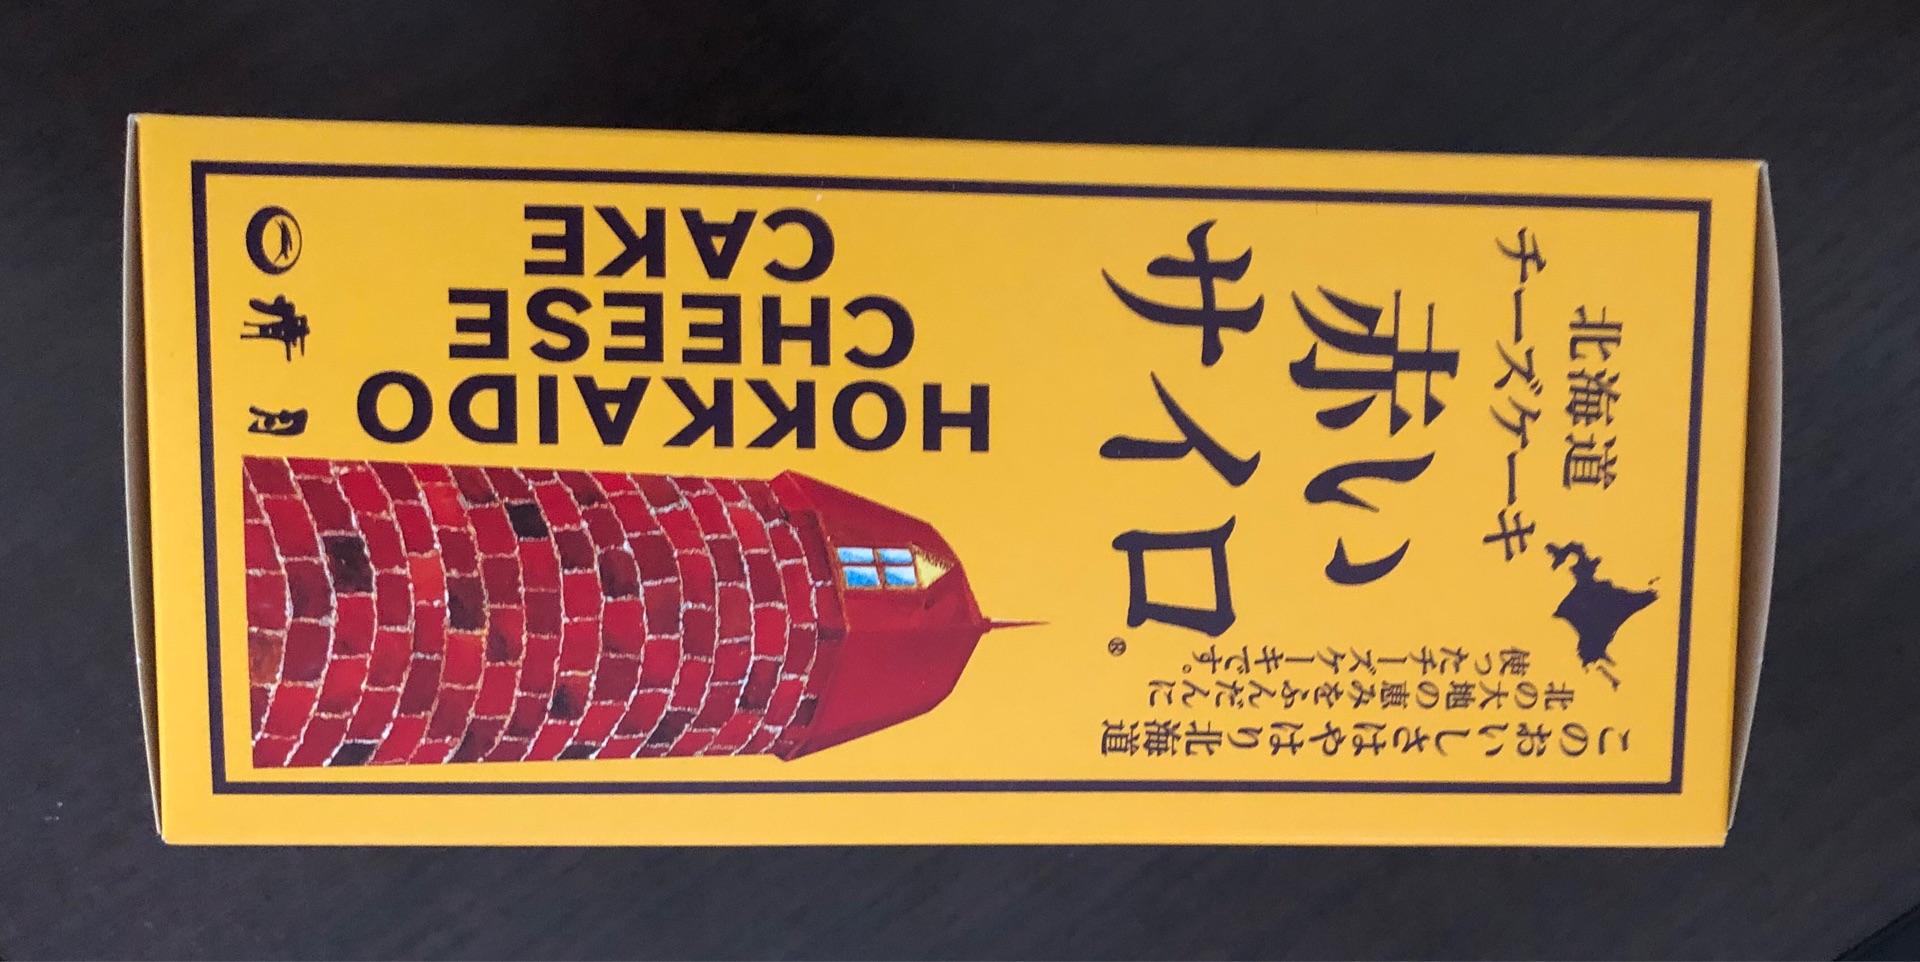 北海道
チーズケーキ
赤い
サイロ®
このおいしさはやはり北海道
北の大地の恵みをふんだんに
使ったチーズケーキです。
HOKKAIDO
CHEESE
CAKE
清月